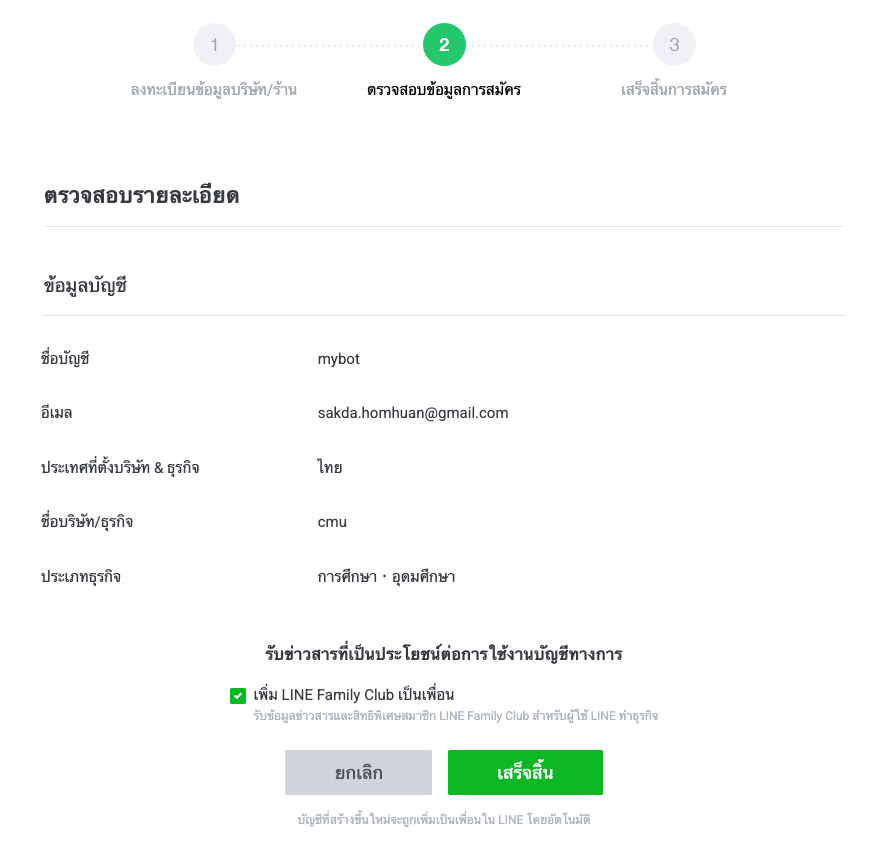 1
2
3
ลงทะเบียนข้อมูลบริษัท/ร้าน
ตรวจสอบข้อมูลการสมัคร
เสร็จสิ้นการสมัคร
ตรวจสอบรายละเอียด
ข้อมูลบัญชี
ชื่อบัญชี mybot
อีเมล sakda.homhuan@gmail.com
ประเทศที่ตั้งบริษัท & ธุรกิจ ไทย
ชื่อบริษัท/ธุรกิจ cmu
ประเภทธุรกิจ การศึกษา・อุดมศึกษา
รับข่าวสารที่เป็นประโยชน์ต่อการใช้งานบัญชีทางการ
เพิ่ม LINE Family Club เป็นเพื่อน
รับข้อมูลข่าวสารและสิทธิพิเศษสมาชิก LINE Family Club สำหรับผู้ใช้ LINE ทำธุรกิจ
ยกเลิก
เสร็จสิ้น
บัญชีที่สร้างขึ้นใหม่จะถูกเพิ่มเป็นเพื่อนใน LINE โดยอัตโนมัติ